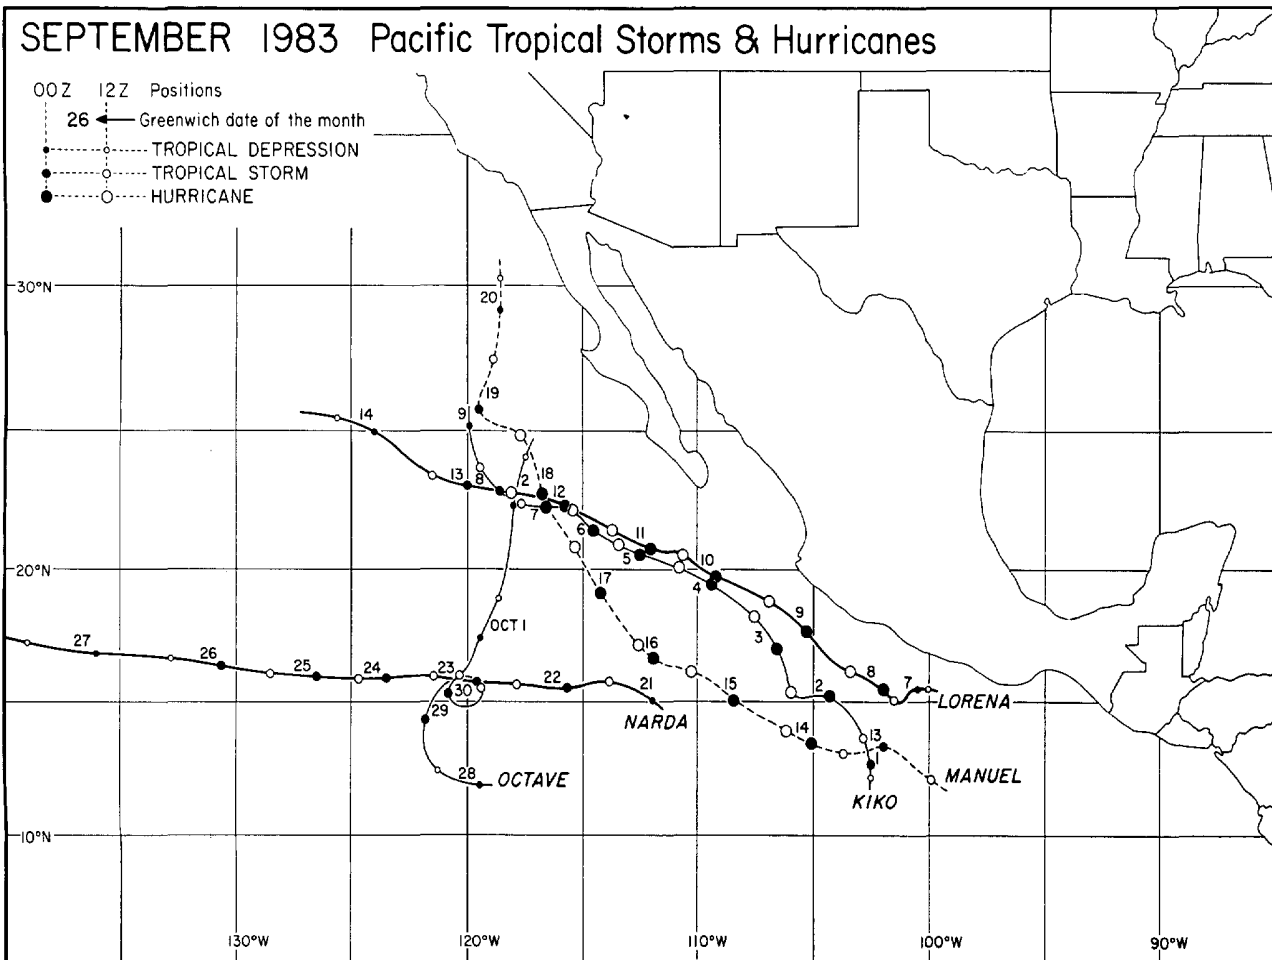 SEPTEMBER 1983 Pacific Tropical Storms & Hurricanes
00Z 12Z Positions
26 Greenwich date of the month
TROPICAL DEPRESSION
TROPICAL STORM
HURRICANE
30°N
20
19
14
9
13 8 2 18
12
7 6 11
5 10
20°N
4
17
9
OCT 1
3
16
27 26 25 24 23 22 21
8 7
30
15 2
LORENA
29
NARDA
14 13
1
28 OCTAVE
MANUEL
KIKO
10°N
130°W 120°W 110°W 100°W 90°W